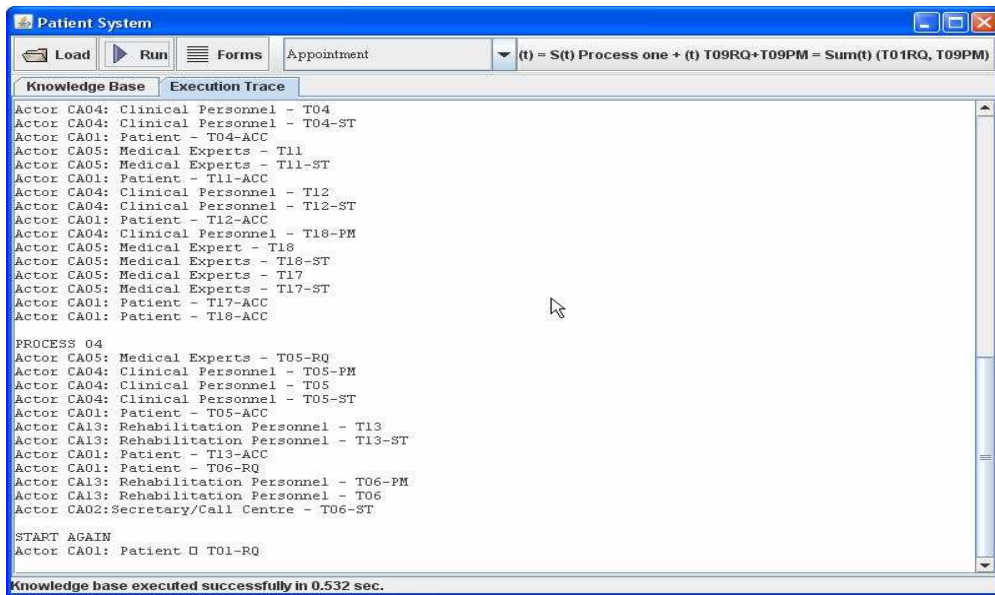 Patient System
Load Run Forms Appointment (t) = S(t) Process one + (t) T09RQ+T09PM = Sum(t) (T01RQ, T09PM)
Knowledge Base Execution Trace
Actor CA04: Clinical Personnel - T04
Actor CA04: Clinical Personnel - T04-ST
Actor CA01: Patient - T04-ACC
Actor CA05: Medical Experts - T11
Actor CA05: Medical Experts - T11-ST
Actor CA01: Patient - T11-ACC
Actor CA04: Clinical Personnel - T12
Actor CA04: Clinical Personnel - T12-ST
Actor CA01: Patient - T12-ACC
Actor CA04: Clinical Personnel - T18-PM
Actor CA05: Medical Expert - T18
Actor CA05: Medical Experts - T18-ST
Actor CA05: Medical Experts - T17
Actor CA05: Medical Experts - T17-ST
Actor CA01: Patient - T17-ACC
Actor CA01: Patient - T18-ACC
PROCESS 04
Actor CA05: Medical Experts - T05-RQ
Actor CA04: Clinical Personnel - T05-PM
Actor CA04: Clinical Personnel - T05
Actor CA04: Clinical Personnel - T05-ST
Actor CA01: Patient - T05-ACC
Actor CA13: Rehabilitation Personnel - T13
Actor CA13: Rehabilitation Personnel - T13-ST
Actor CA01: Patient - T13-ACC
Actor CA01: Patient - T06-RQ
Actor CA13: Rehabilitation Personnel - T06-PM
Actor CA13: Rehabilitation Personnel - T06
Actor CA02:Secretary/Call Centre - T06-ST
START AGAIN
Actor CA01: Patient □ T01-RQ
Knowledge base executed successfully in 0.532 sec.